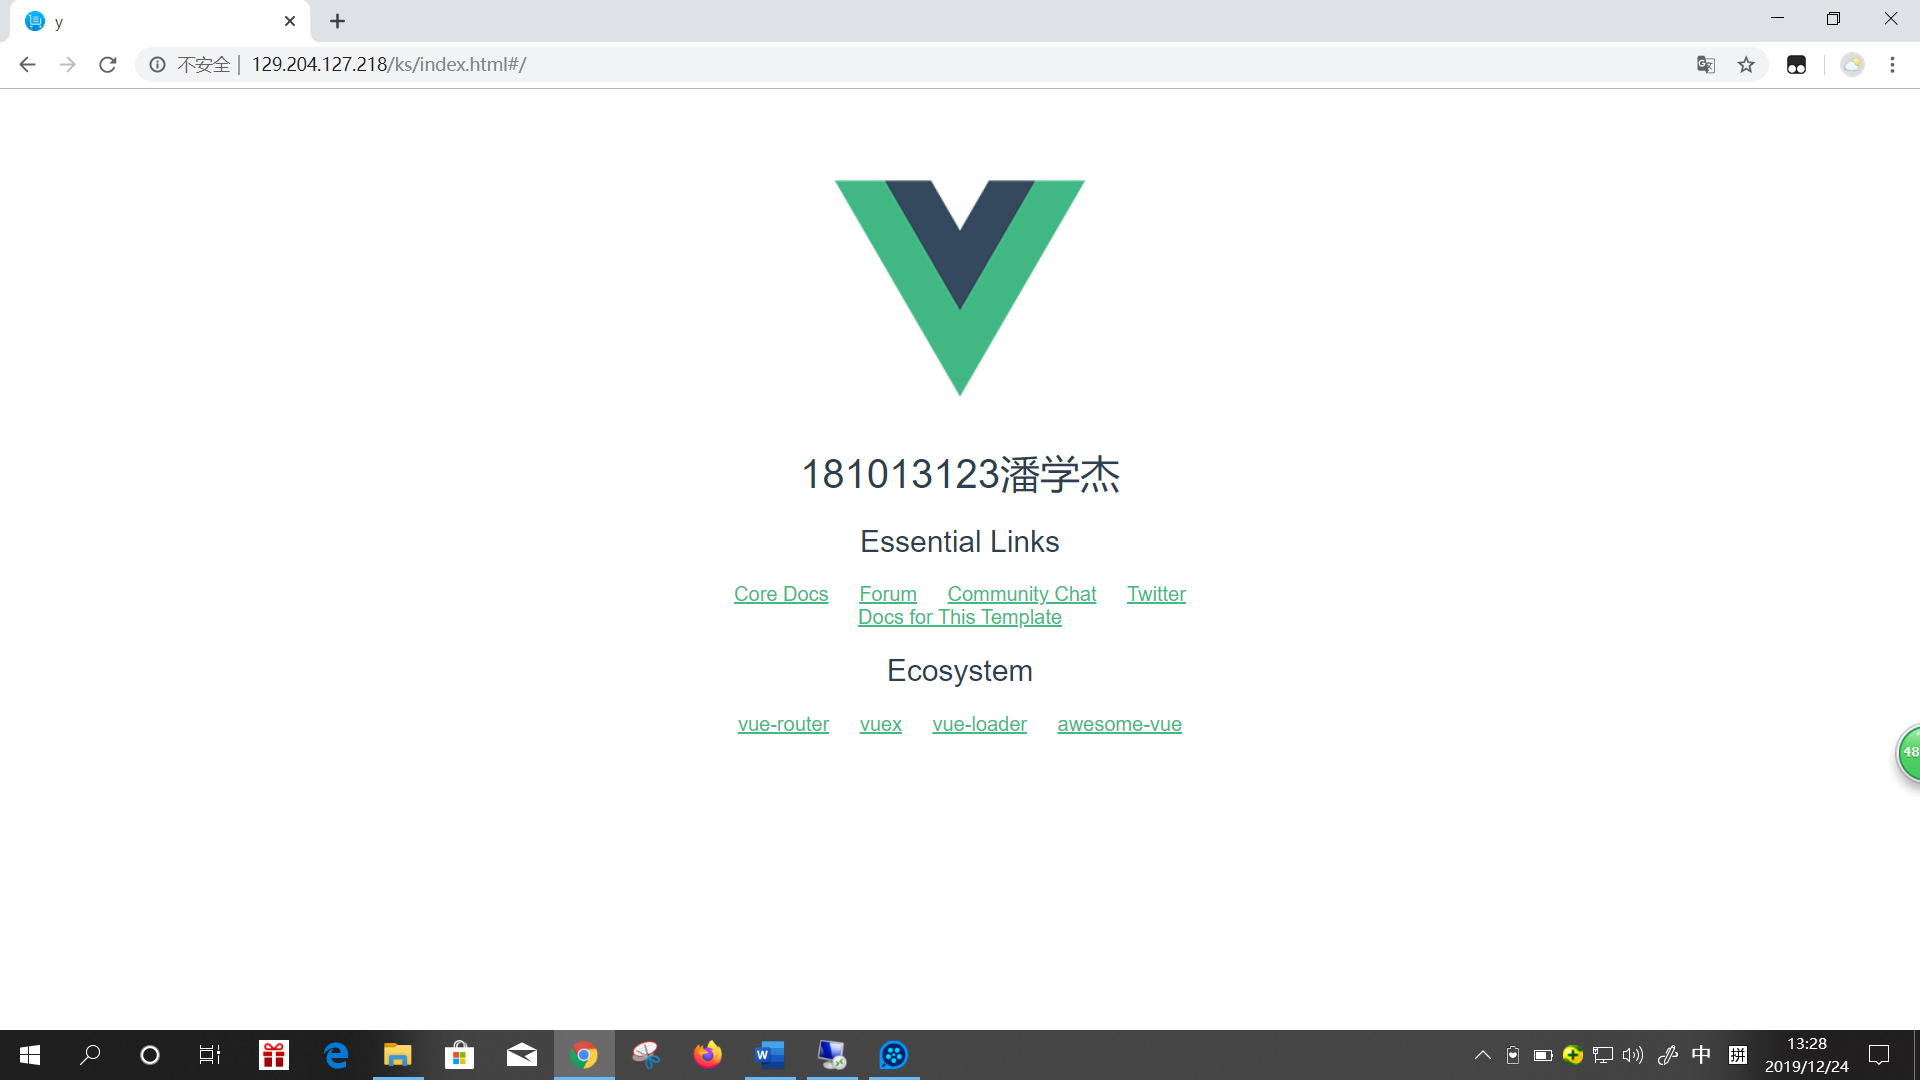 y
不安全 | 129.204.127.218/ks/index.html#/
181013123潘学杰
Essential Links
Core Docs Forum Community Chat Twitter
Docs for This Template
Ecosystem
vue-router vuex vue-loader awesome-vue
48
中 拼 13:28
2019/12/24